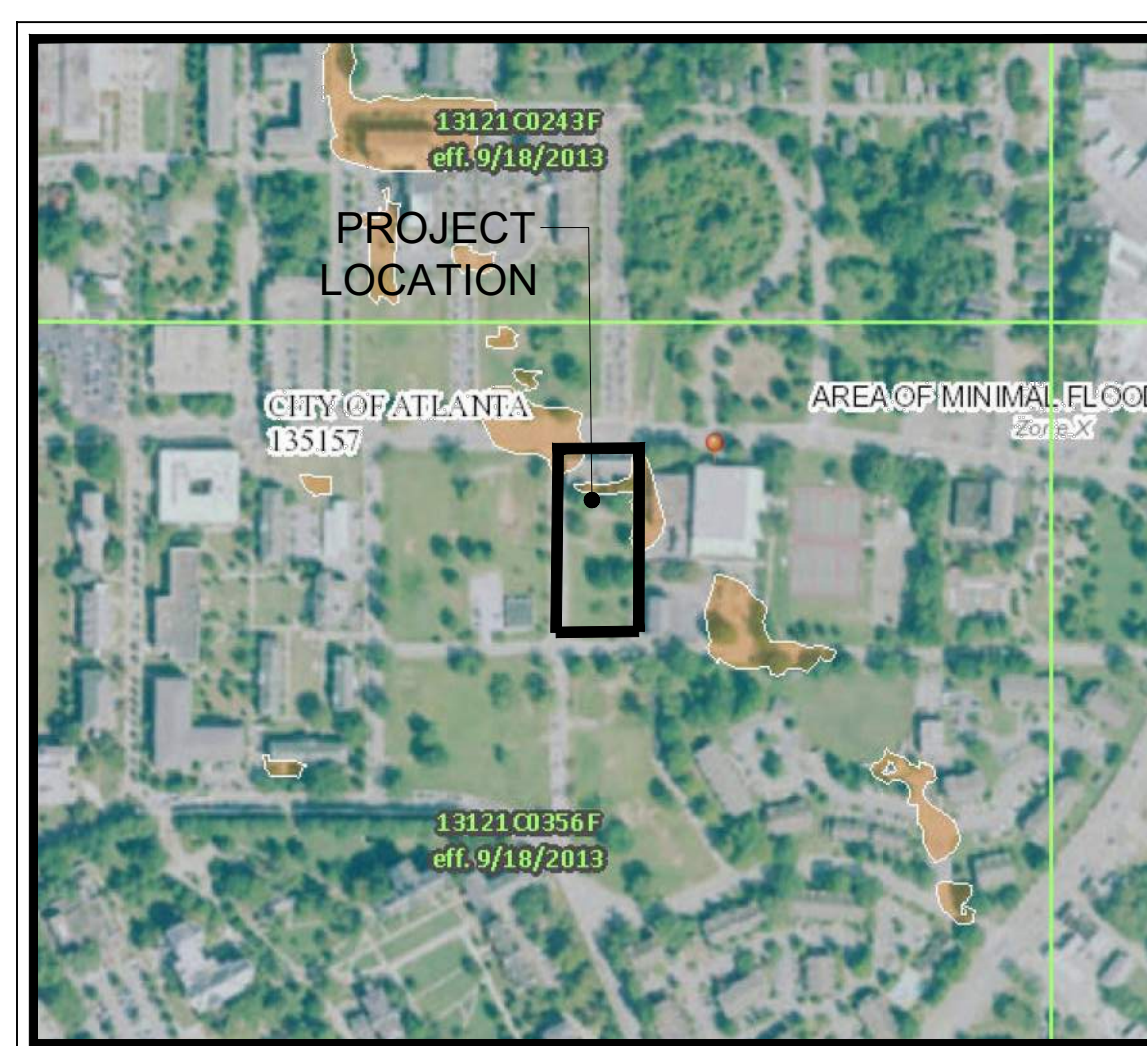 13121C0243F
eff. 9/18/2013
PROJECT
LOCATION
CITY OF ATLANTA
135157
AREA OF MINIMAL FLOOD
Zone X
13121C0356F
eff. 9/18/2013